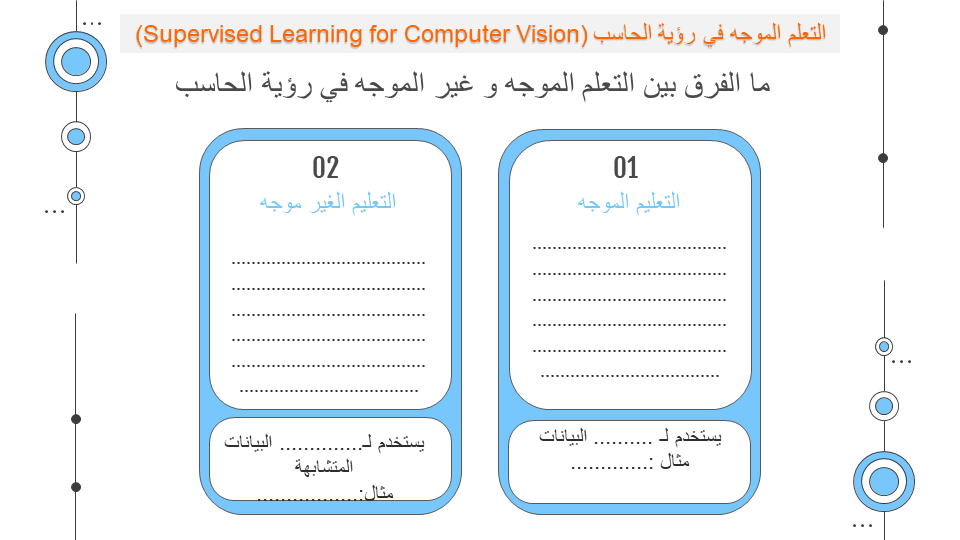 التعلم الموجه في رؤية الحاسب (Supervised Learning for Computer Vision)
ما الفرق بين التعلم الموجه و غير الموجه في رؤية الحاسب
01
التعليم الموجه
..................................
..................................
..................................
..................................
..................................
................................
يستخدم لـ .......... البيانات
مثال :.............
02
التعليم الغير موجه
..................................
..................................
..................................
..................................
..................................
................................
يستخدم لـ.............. البيانات
المتشابهة
مثال:.................